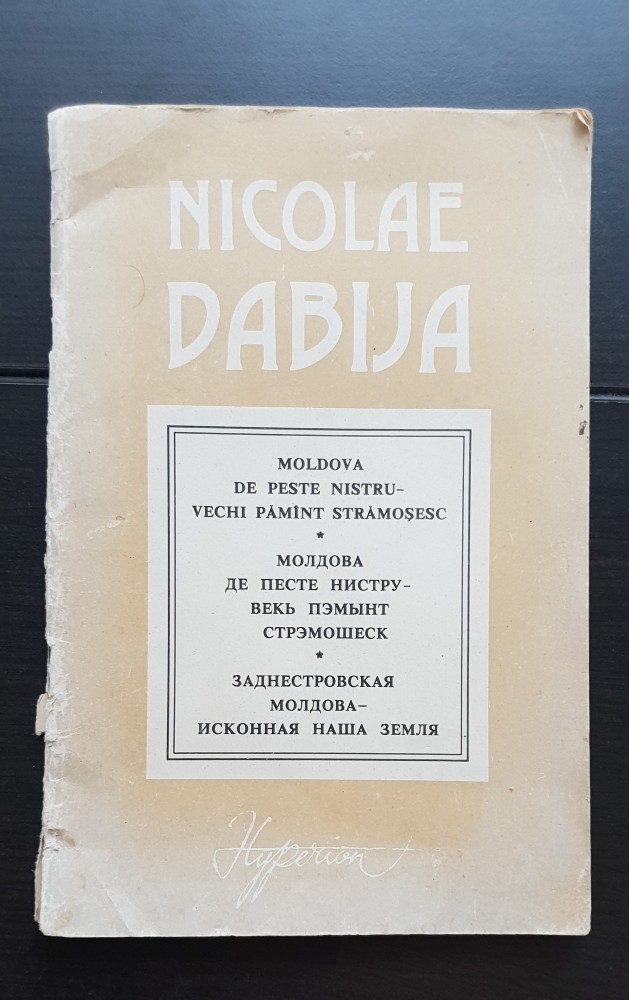 NICOLAE
DABIJA
MOLDOVA
DE PESTE NISTRU–
VECHI PĂMÎNT STRĂMOȘESC
*
МОЛДОВА
ДЕ ПЕСТЕ НИСТРУ–
ВЕКЬ ПЭМЫНТ
СТРЭМОШЕСК
*
ЗАДНЕСТРОВСКАЯ
МОЛДОВА–
ИСКОННАЯ НАША ЗЕМЛЯ
Hyperion